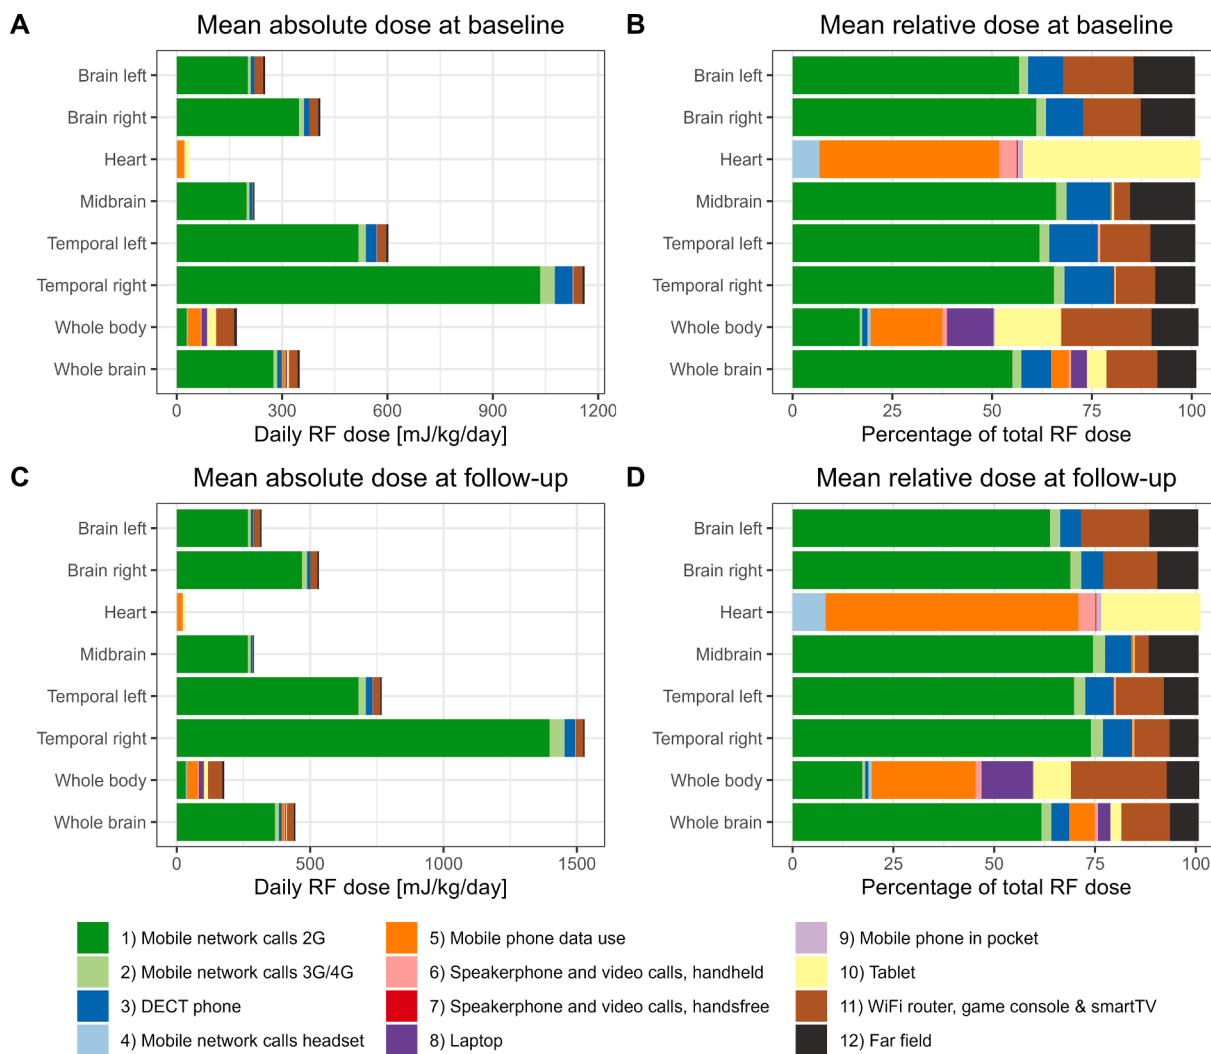 A
Mean absolute dose at baseline
Brain left
Brain right
Heart
Midbrain
Temporal left
Temporal right
Whole body
Whole brain
0 300 600 900 1200
Daily RF dose [mJ/kg/day]
B
Mean relative dose at baseline
Brain left
Brain right
Heart
Midbrain
Temporal left
Temporal right
Whole body
Whole brain
0 25 50 75 100
Percentage of total RF dose
C
Mean absolute dose at follow-up
Brain left
Brain right
Heart
Midbrain
Temporal left
Temporal right
Whole body
Whole brain
0 500 1000 1500
Daily RF dose [mJ/kg/day]
D
Mean relative dose at follow-up
Brain left
Brain right
Heart
Midbrain
Temporal left
Temporal right
Whole body
Whole brain
0 25 50 75 100
Percentage of total RF dose
1) Mobile network calls 2G
2) Mobile network calls 3G/4G
3) DECT phone
4) Mobile network calls headset
5) Mobile phone data use
6) Speakerphone and video calls, handheld
7) Speakerphone and video calls, handsfree
8) Laptop
9) Mobile phone in pocket
10) Tablet
11) WiFi router, game console & smartTV
12) Far field